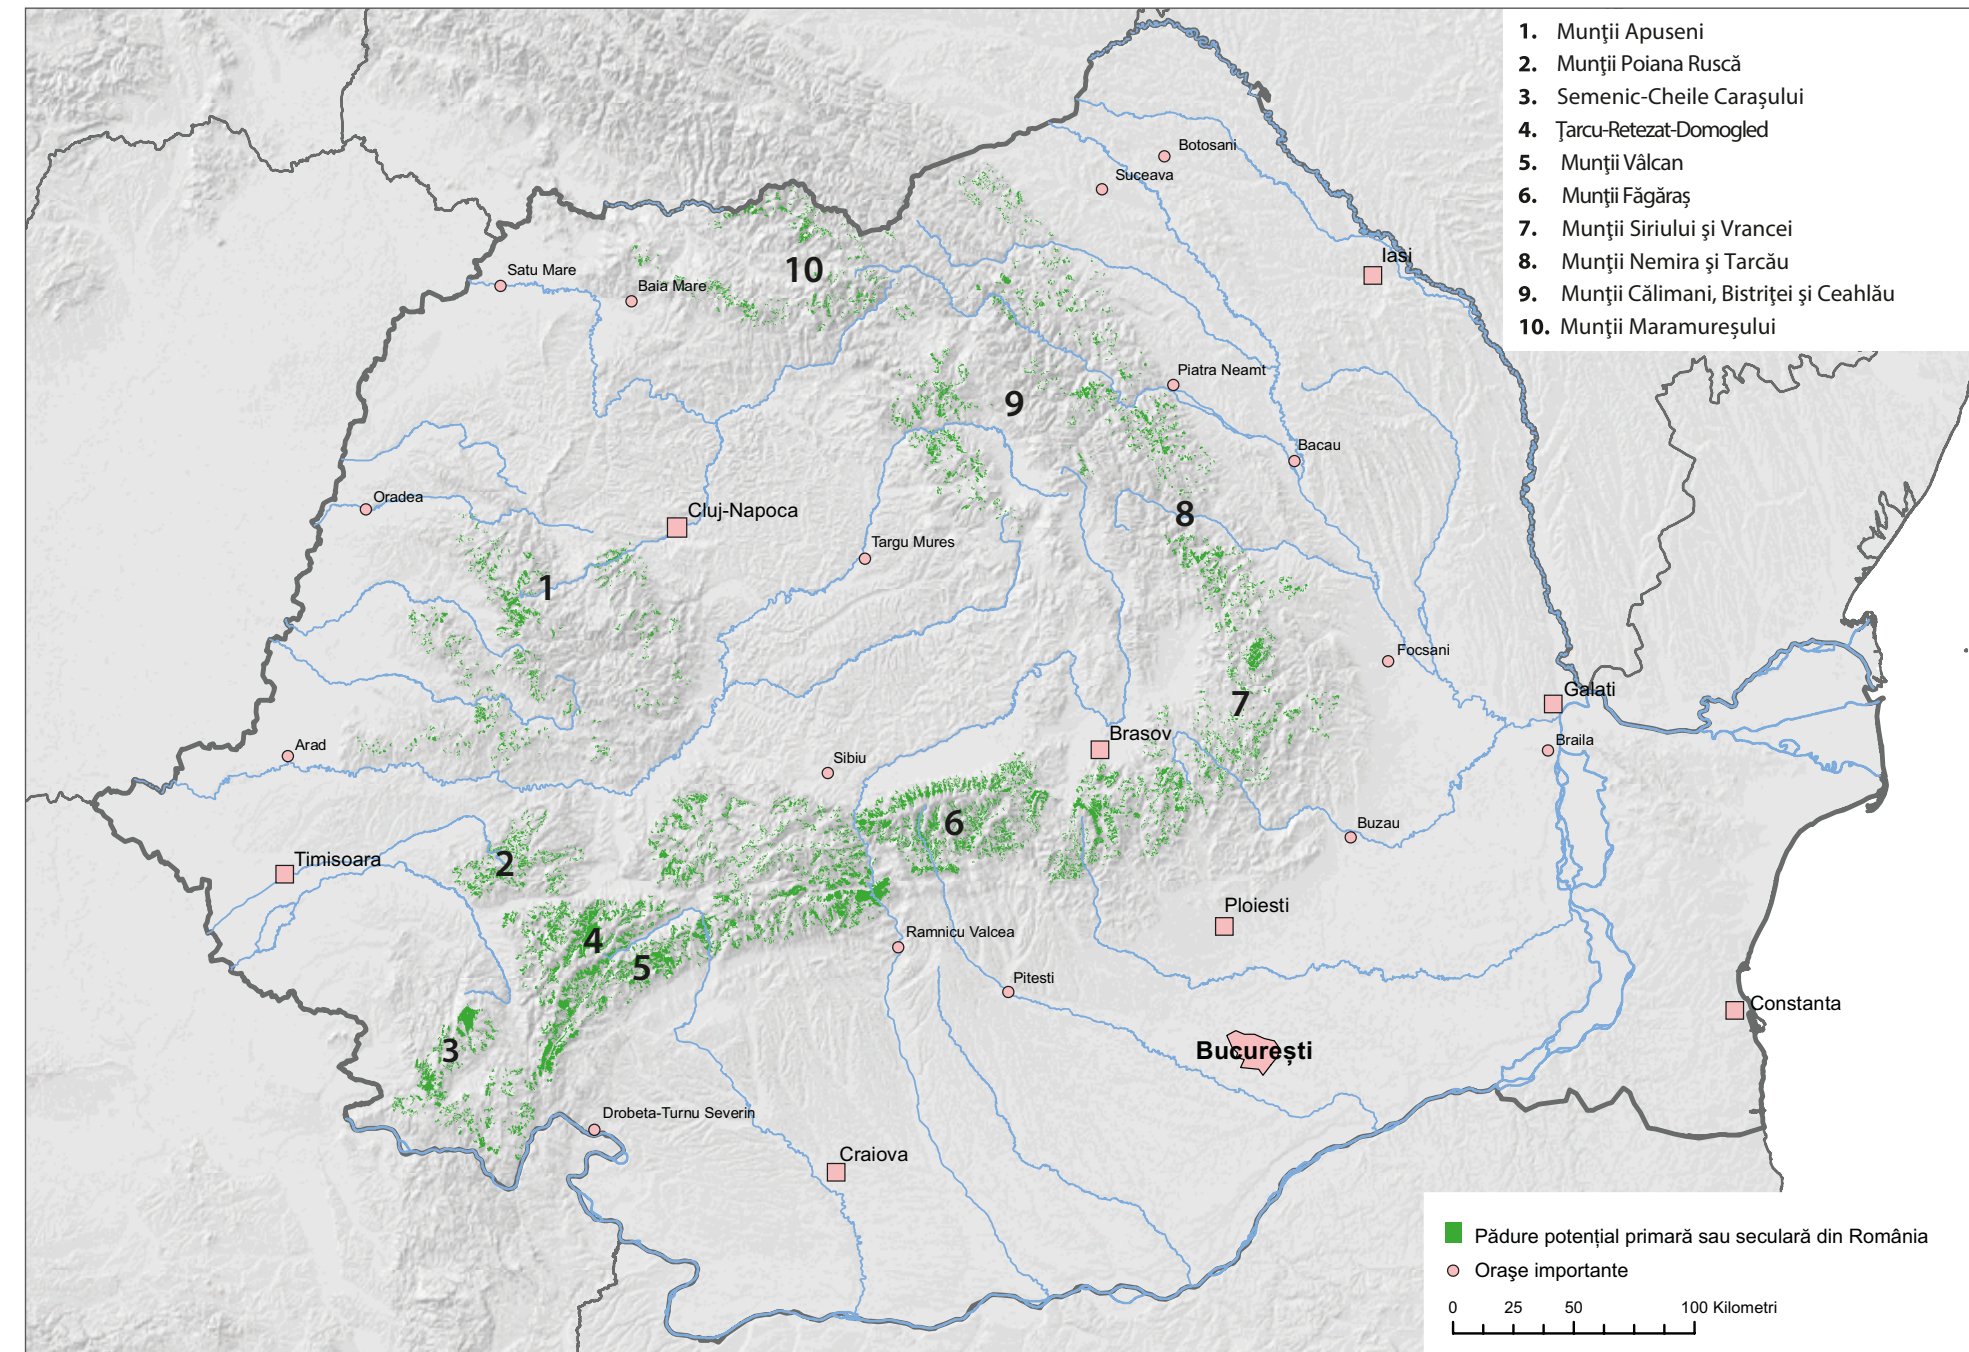 1. Munţii Apuseni
2. Munţii Poiana Ruscă
3. Semenic-Cheile Carașului
4. Ţarcu-Retezat-Domogled
5. Munţii Vâlcan
6. Munţii Făgăraş
7. Munţii Siriului şi Vrancei
8. Munţii Nemira şi Tarcău
9. Munţii Călimani, Bistriţei şi Ceahlău
10. Munţii Maramureșului
Botosani
Suceava
Iasi
Satu Mare
Baia Mare
10
Piatra Neamt
9
Bacau
Oradea
Cluj-Napoca
8
Targu Mures
1
Focsani
Galati
7
Brasov
Arad
Sibiu
Braila
6
Buzau
Timisoara
2
Ploiesti
Ramnicu Valcea
4
5
Pitesti
Constanta
București
3
Drobeta-Turnu Severin
Craiova
Pădure potențial primară sau seculară din România
Oraşe importante
0 25 50 100 Kilometri